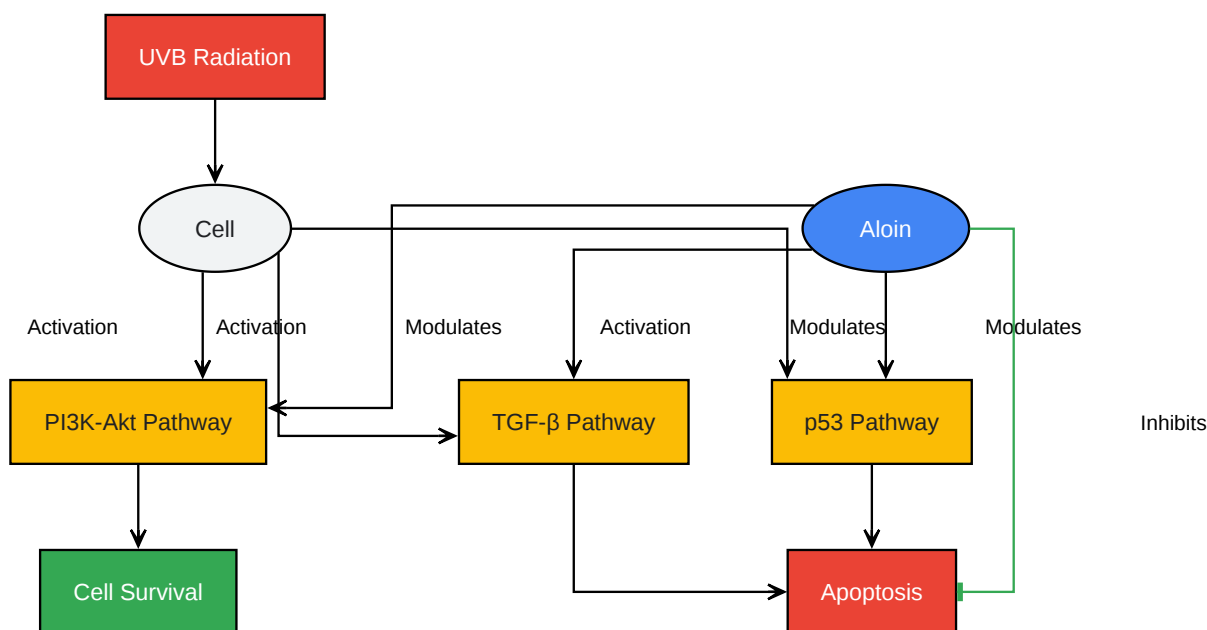 UVB Radiation
Cell
Aloin
Activation
Activation
Modulates
Activation
Modulates
Modulates
PI3K-Akt Pathway
TGF-β Pathway
p53 Pathway
Inhibits
Cell Survival
Apoptosis